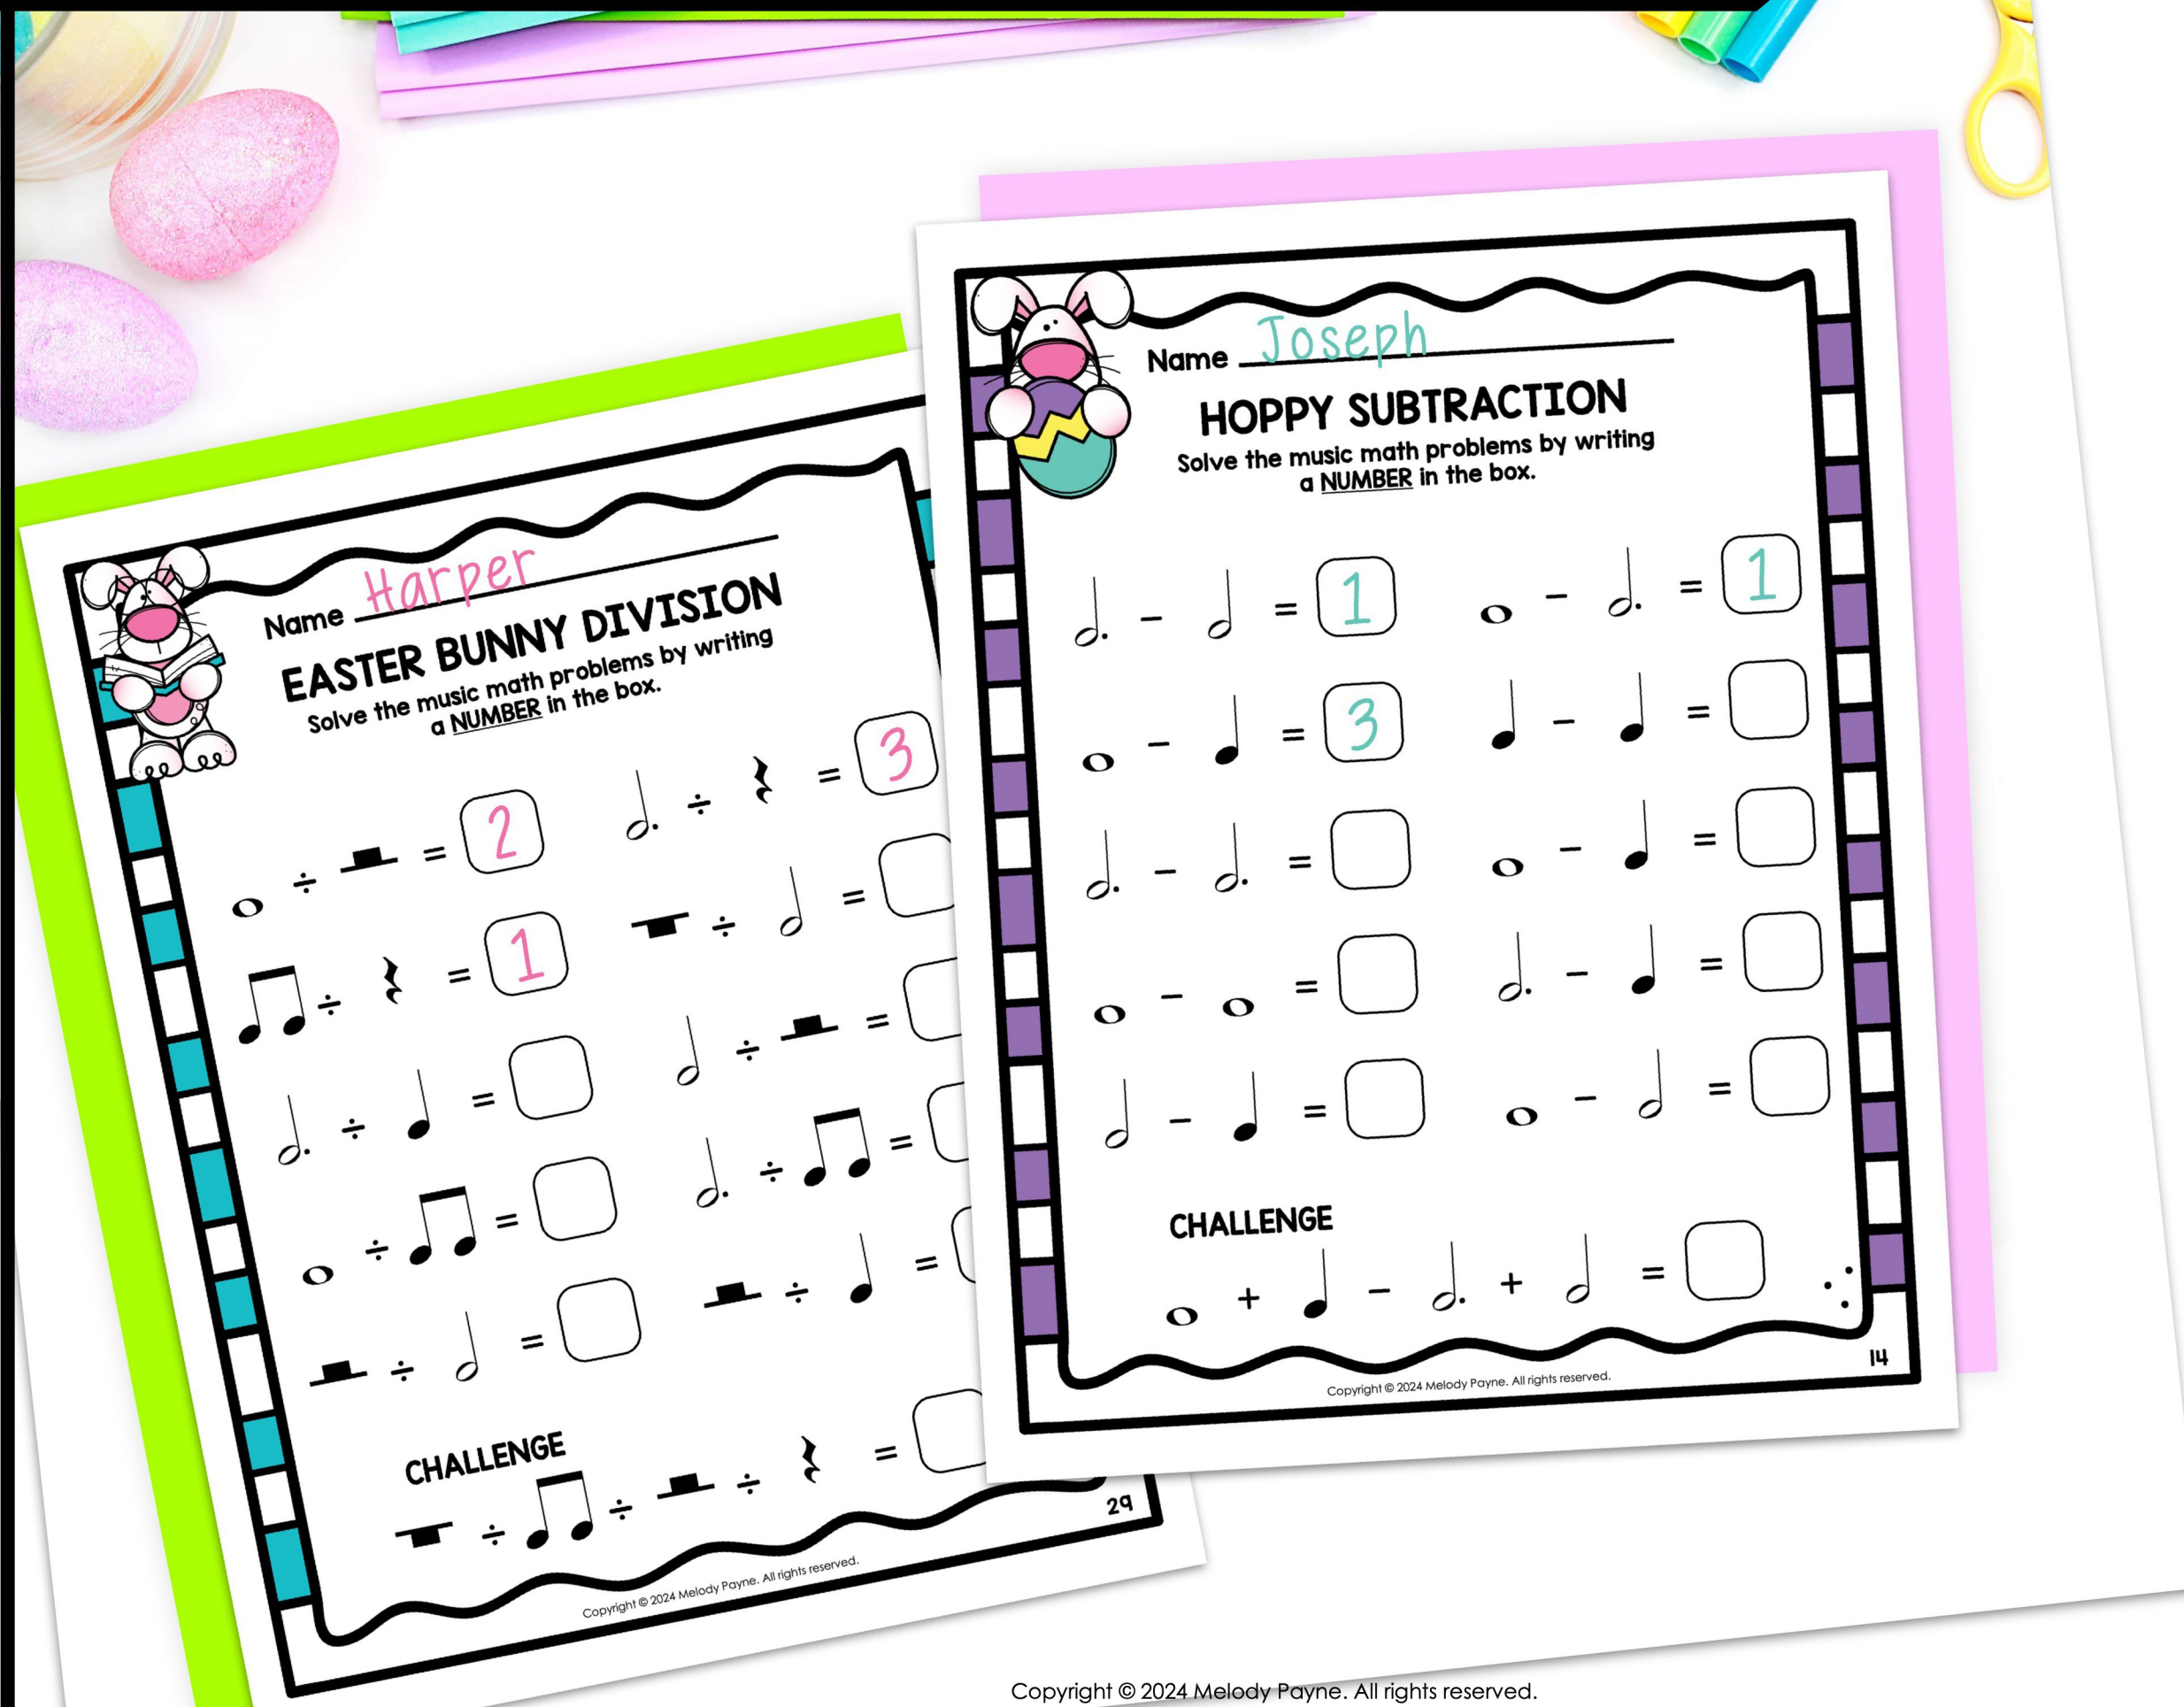 Name Harper
EASTER BUNNY DIVISION
Solve the music math problems by writing
a NUMBER in the box.
÷ = 2
÷ = 3
÷ = 1
÷ =
÷ =
÷ =
÷ =
÷ =
÷ =
÷ =
CHALLENGE
÷ ÷ ÷ =
29
Copyright © 2024 Melody Payne. All rights reserved.
Name Joseph
HOPPY SUBTRACTION
Solve the music math problems by writing
a NUMBER in the box.
- = 1
- = 1
- = 3
- =
- =
- =
- =
- =
- =
- =
CHALLENGE
+ - + =
14
Copyright © 2024 Melody Payne. All rights reserved.
Copyright © 2024 Melody Payne. All rights reserved.